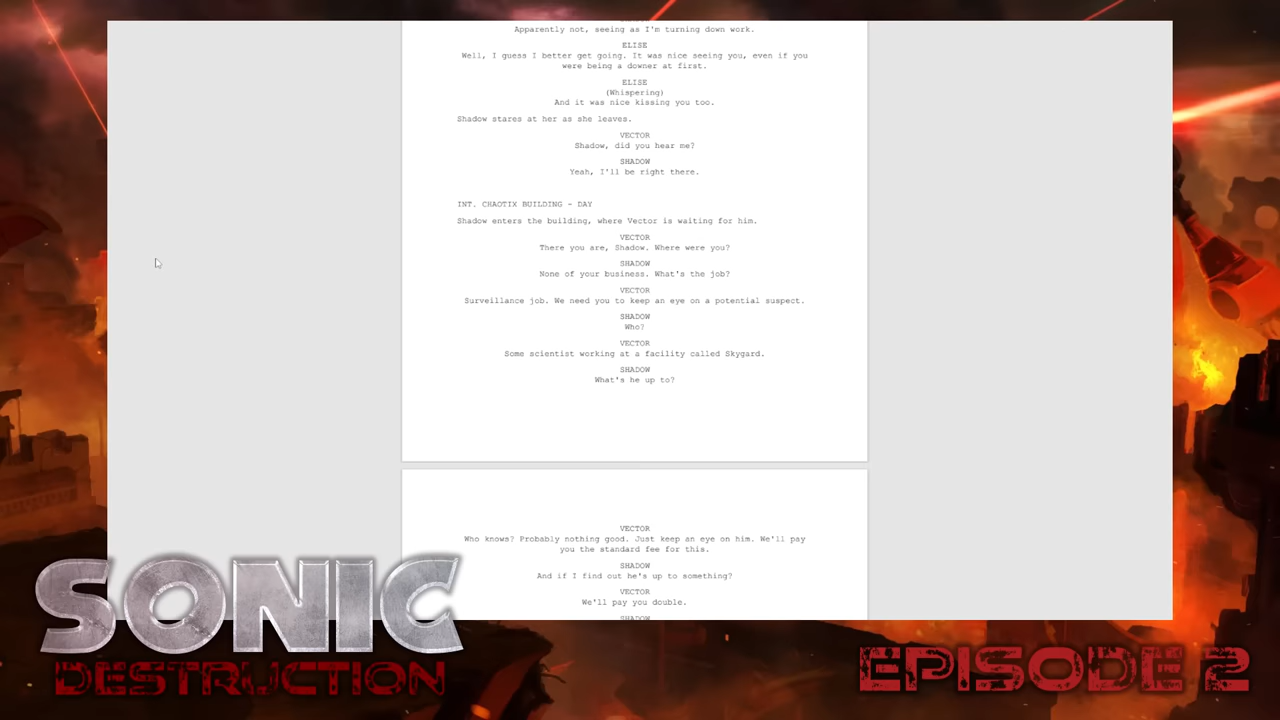 Apparently not, seeing as I'm turning down work.
ELISE
Well, I guess I better get going. It was nice seeing you, even if you
were being a downer at first.
ELISE
(Whispering)
And it was nice kissing you too.
Shadow stares at her as she leaves.
VECTOR
Shadow, did you hear me?
SHADOW
Yeah, I'll be right there.
INT. CHAOTIX BUILDING - DAY
Shadow enters the building, where Vector is waiting for him.
VECTOR
There you are, Shadow. Where were you?
SHADOW
None of your business. What's the job?
VECTOR
Surveillance job. We need you to keep an eye on a potential suspect.
SHADOW
Who?
VECTOR
Some scientist working at a facility called Skygard.
SHADOW
What's he up to?
VECTOR
Who knows? Probably nothing good. Just keep an eye on him. We'll pay
you the standard fee for this.
SHADOW
And if I find out he's up to something?
VECTOR
We'll pay you double.
SHADOW
SONIC
DESTRUCTION
EPISODE 2